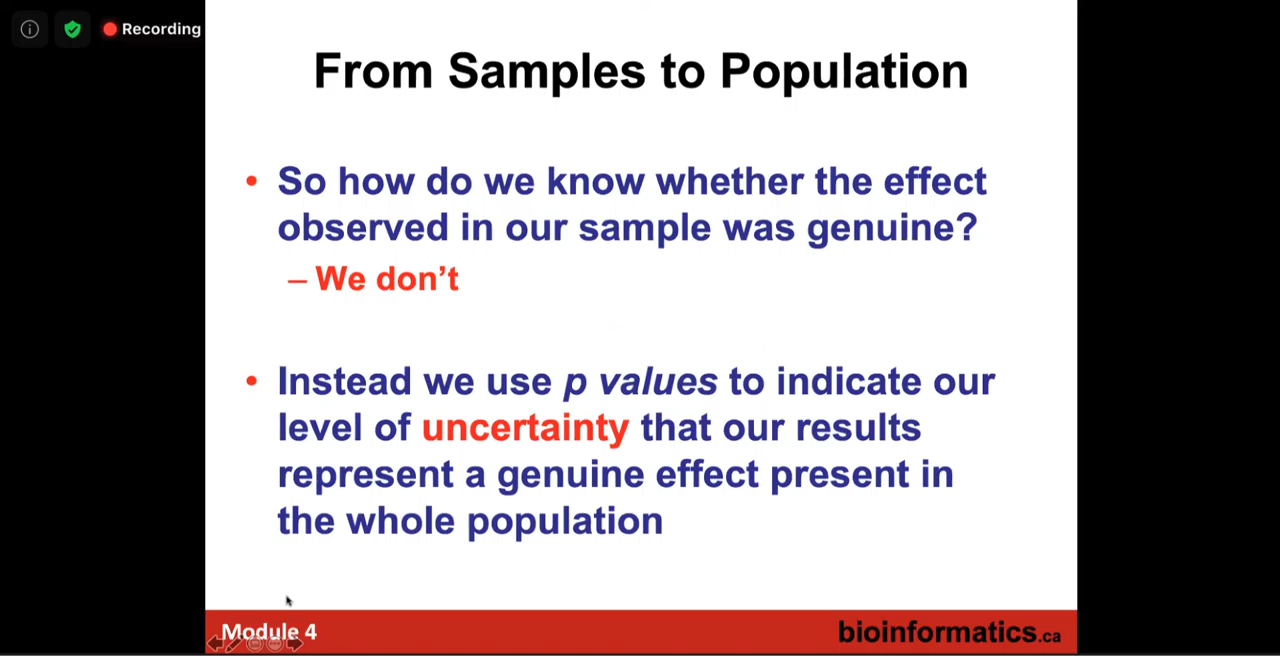 Recording
From Samples to Population
• So how do we know whether the effect
observed in our sample was genuine?
– We don’t
• Instead we use p values to indicate our
level of uncertainty that our results
represent a genuine effect present in
the whole population
Module 4
bioinformatics.ca